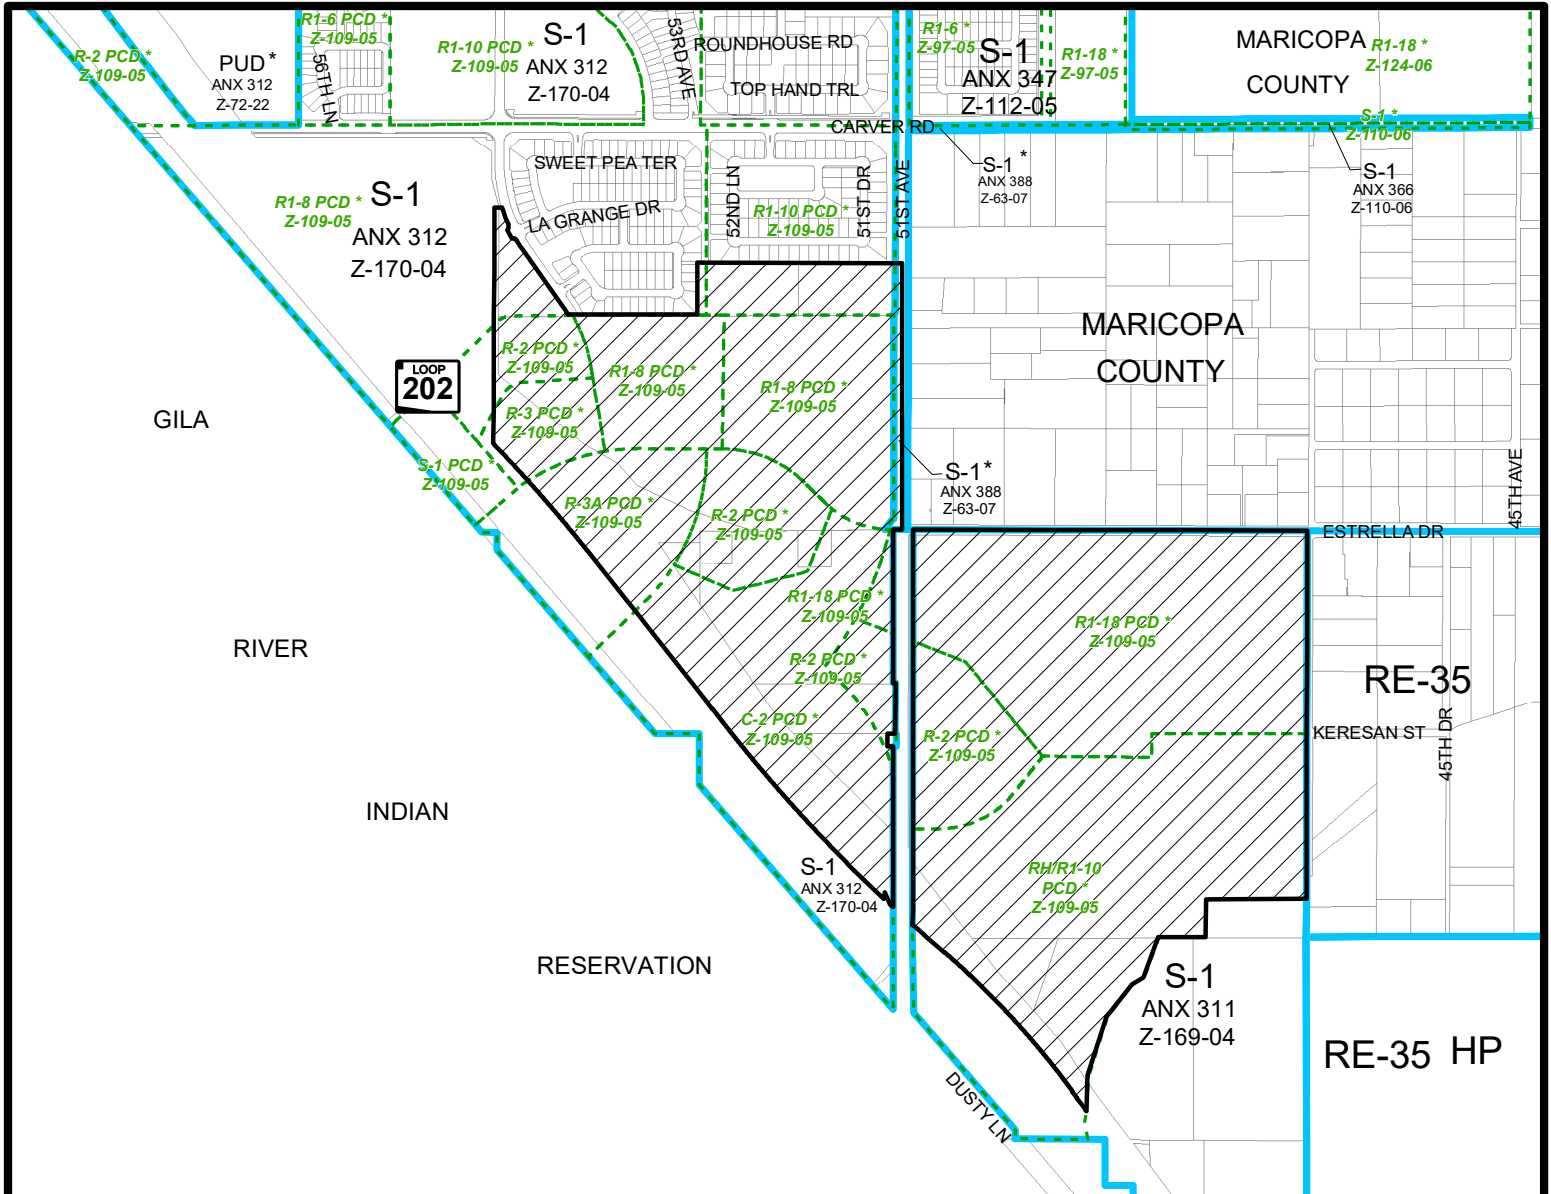 R-2 PCD *
Z-109-05
PUD *
ANX 312
Z-72-22
R1-6 PCD *
Z-109-05
56TH LN
R1-10 PCD *
Z-109-05
S-1
ANX 312
Z-170-04
53RD AVE
ROUNDHOUSE RD
TOP HAND TRL
R1-6 *
Z-97-05
S-1
ANX 347
Z-112-05
R1-18 *
Z-97-05
MARICOPA
COUNTY
R1-18 *
Z-124-06
S-1 *
Z-110-06
CARVER RD
SWEET PEA TER
LA GRANGE DR
52ND LN
R1-10 PCD *
Z-109-05
51ST DR
51ST AVE
S-1 *
ANX 388
Z-63-07
S-1
ANX 366
Z-110-06
R1-8 PCD *
Z-109-05
S-1
ANX 312
Z-170-04
MARICOPA
COUNTY
LOOP
202
GILA
R-2 PCD *
Z-109-05
R1-8 PCD *
Z-109-05
R1-8 PCD *
Z-109-05
R-3 PCD *
Z-109-05
S-1 PCD *
Z-109-05
S-1 *
ANX 388
Z-63-07
45TH AVE
R-3A PCD *
Z-109-05
R-2 PCD *
Z-109-05
ESTRELLA DR
R1-18 PCD *
Z-109-05
R1-18 PCD *
Z-109-05
RIVER
R-2 PCD *
Z-109-05
RE-35
C-2 PCD *
Z-109-05
R-2 PCD *
Z-109-05
KERESAN ST
45TH DR
INDIAN
S-1
ANX 312
Z-170-04
RH/R1-10
PCD *
Z-109-05
RESERVATION
S-1
ANX 311
Z-169-04
RE-35 HP
DUSTY LN